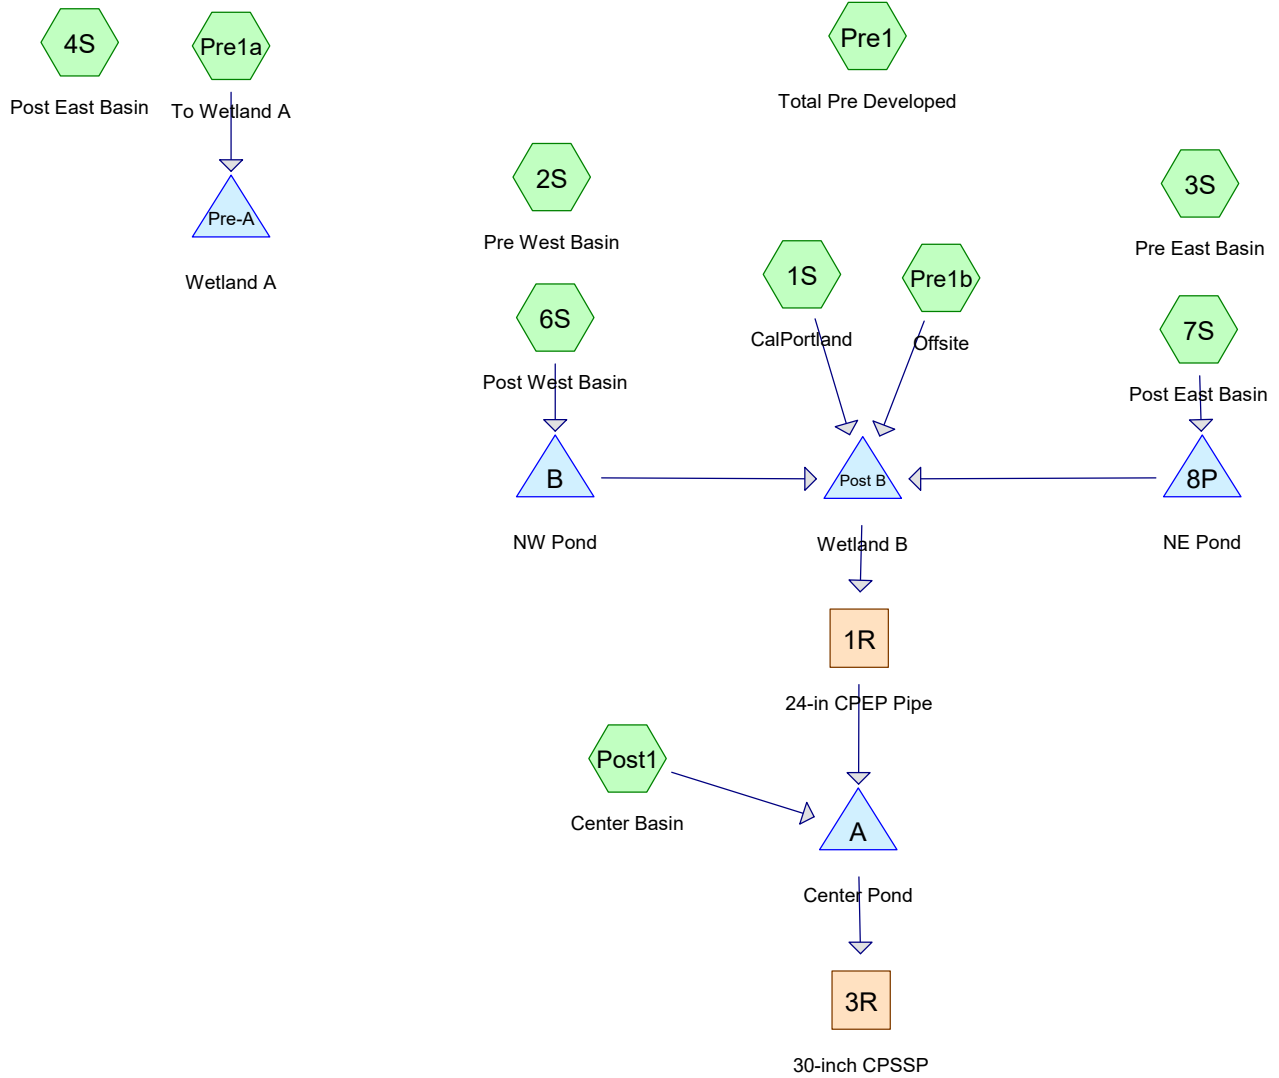 4S
Post East Basin
Pre1a
To Wetland A
Pre-A
Wetland A
Pre1
Total Pre Developed
2S
Pre West Basin
3S
Pre East Basin
1S
CalPortland
Pre1b
Offsite
6S
Post West Basin
7S
Post East Basin
B
NW Pond
Post B
Wetland B
8P
NE Pond
1R
24-in CPEP Pipe
Post1
Center Basin
A
Center Pond
3R
30-inch CPSSP